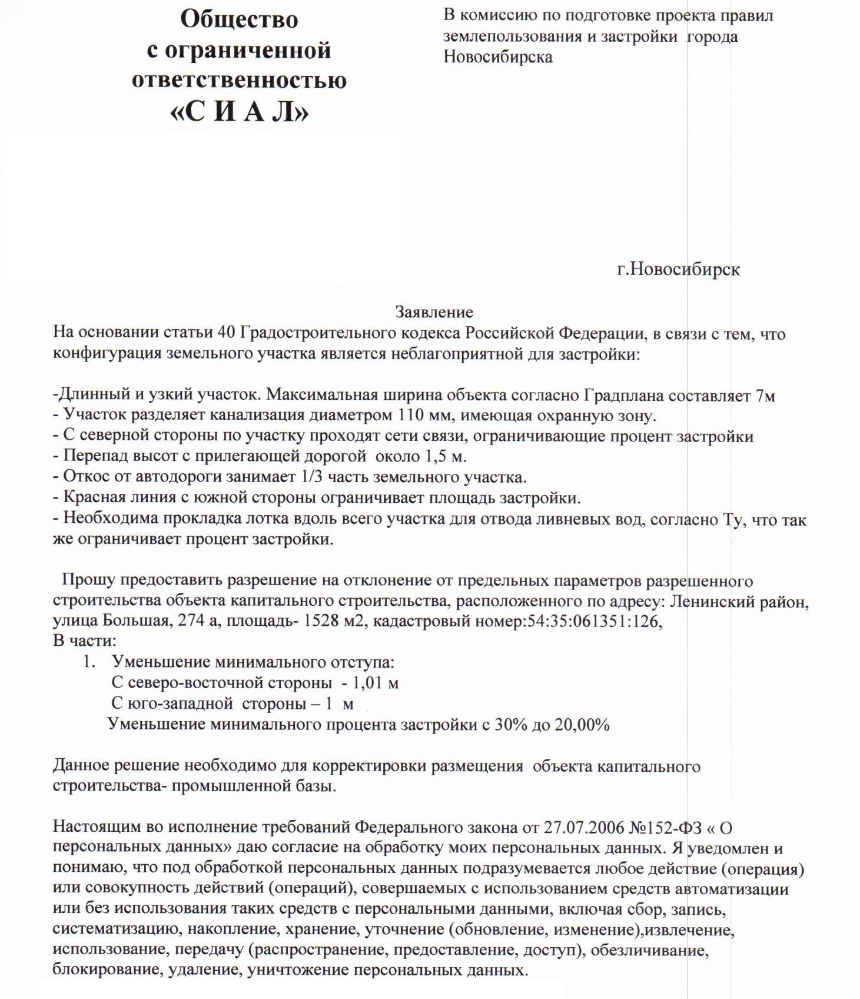 Общество
с ограниченной
ответственностью
«С И А Л»
В комиссию по подготовке проекта правил
землепользования и застройки города
Новосибирска
г.Новосибирск
Заявление
На основании статьи 40 Градостроительного кодекса Российской Федерации, в связи с тем, что
конфигурация земельного участка является неблагоприятной для застройки:
-Длинный и узкий участок. Максимальная ширина объекта согласно Градплана составляет 7м
- Участок разделяет канализация диаметром 110 мм, имеющая охранную зону.
- С северной стороны по участку проходят сети связи, ограничивающие процент застройки
- Перепад высот с прилегающей дорогой около 1,5 м.
- Откос от автодороги занимает 1/3 часть земельного участка.
- Красная линия с южной стороны ограничивает площадь застройки.
- Необходима прокладка лотка вдоль всего участка для отвода ливневых вод, согласно Ту, что так
же ограничивает процент застройки.
Прошу предоставить разрешение на отклонение от предельных параметров разрешенного
строительства объекта капитального строительства, расположенного по адресу: Ленинский район,
улица Большая, 274 а, площадь- 1528 м2, кадастровый номер:54:35:061351:126,
В части:
1. Уменьшение минимального отступа:
С северо-восточной стороны - 1,01 м
С юго-западной стороны – 1 м
Уменьшение минимального процента застройки с 30% до 20,00%
Данное решение необходимо для корректировки размещения объекта капитального
строительства- промышленной базы.
Настоящим во исполнение требований Федерального закона от 27.07.2006 №152-ФЗ « О
персональных данных» даю согласие на обработку моих персональных данных. Я уведомлен и
понимаю, что под обработкой персональных данных подразумевается любое действие (операция)
или совокупность действий (операций), совершаемых с использованием средств автоматизации
или без использования таких средств с персональными данными, включая сбор, запись,
систематизацию, накопление, хранение, уточнение (обновление, изменение),извлечение,
использование, передачу (распространение, предоставление, доступ), обезличивание,
блокирование, удаление, уничтожение персональных данных.